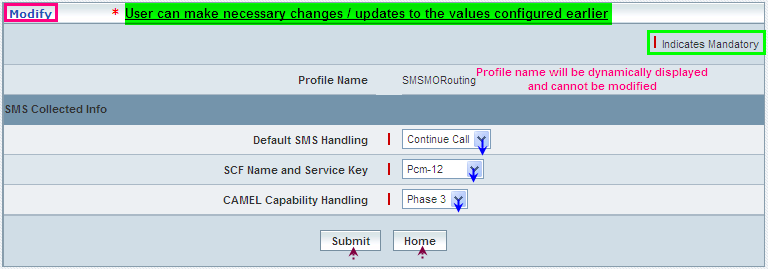 Modify * User can make necessary changes / updates to the values configured earlier
Indicates Mandatory
Profile Name SMSMORouting Profile name will be dynamically displayed
and cannot be modified
SMS Collected Info
Default SMS Handling Continue Call
SCF Name and Service Key Pcm-12
CAMEL Capability Handling Phase 3
Submit Home